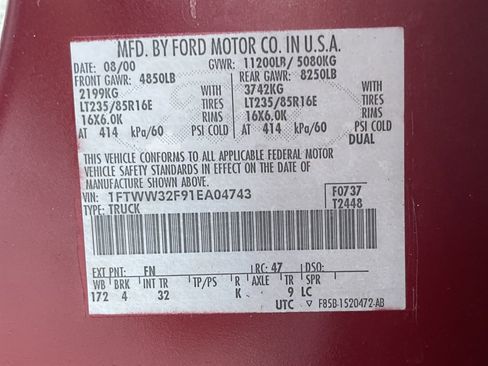 MFD. BY FORD MOTOR CO. IN U.S.A.
DATE: 08/00 GVWR: 11200LB/ 5080KG
FRONT GAWR: 4850LB REAR GAWR: 8250LB
2199KG WITH 3742KG WITH
LT235/85R16E TIRES LT235/85R16E TIRES
16X6.0K RIMS 16X6.0K RIMS
AT 414 kPa/60 PSI COLD AT 414 kPa/60 PSI COLD
DUAL
THIS VEHICLE CONFORMS TO ALL APPLICABLE FEDERAL MOTOR
VEHICLE SAFETY STANDARDS IN EFFECT ON THE DATE OF
MANUFACTURE SHOWN ABOVE.
VIN: 1FTWW32F91EA04743 F0737
TYPE: TRUCK T2448
EXT PNT: FN RC: 47 DSO:
WB BRK INT TR TP/PS R AXLE TR
172 4 32 K 9 LC
UTC ▽ F85B-1520472-AB